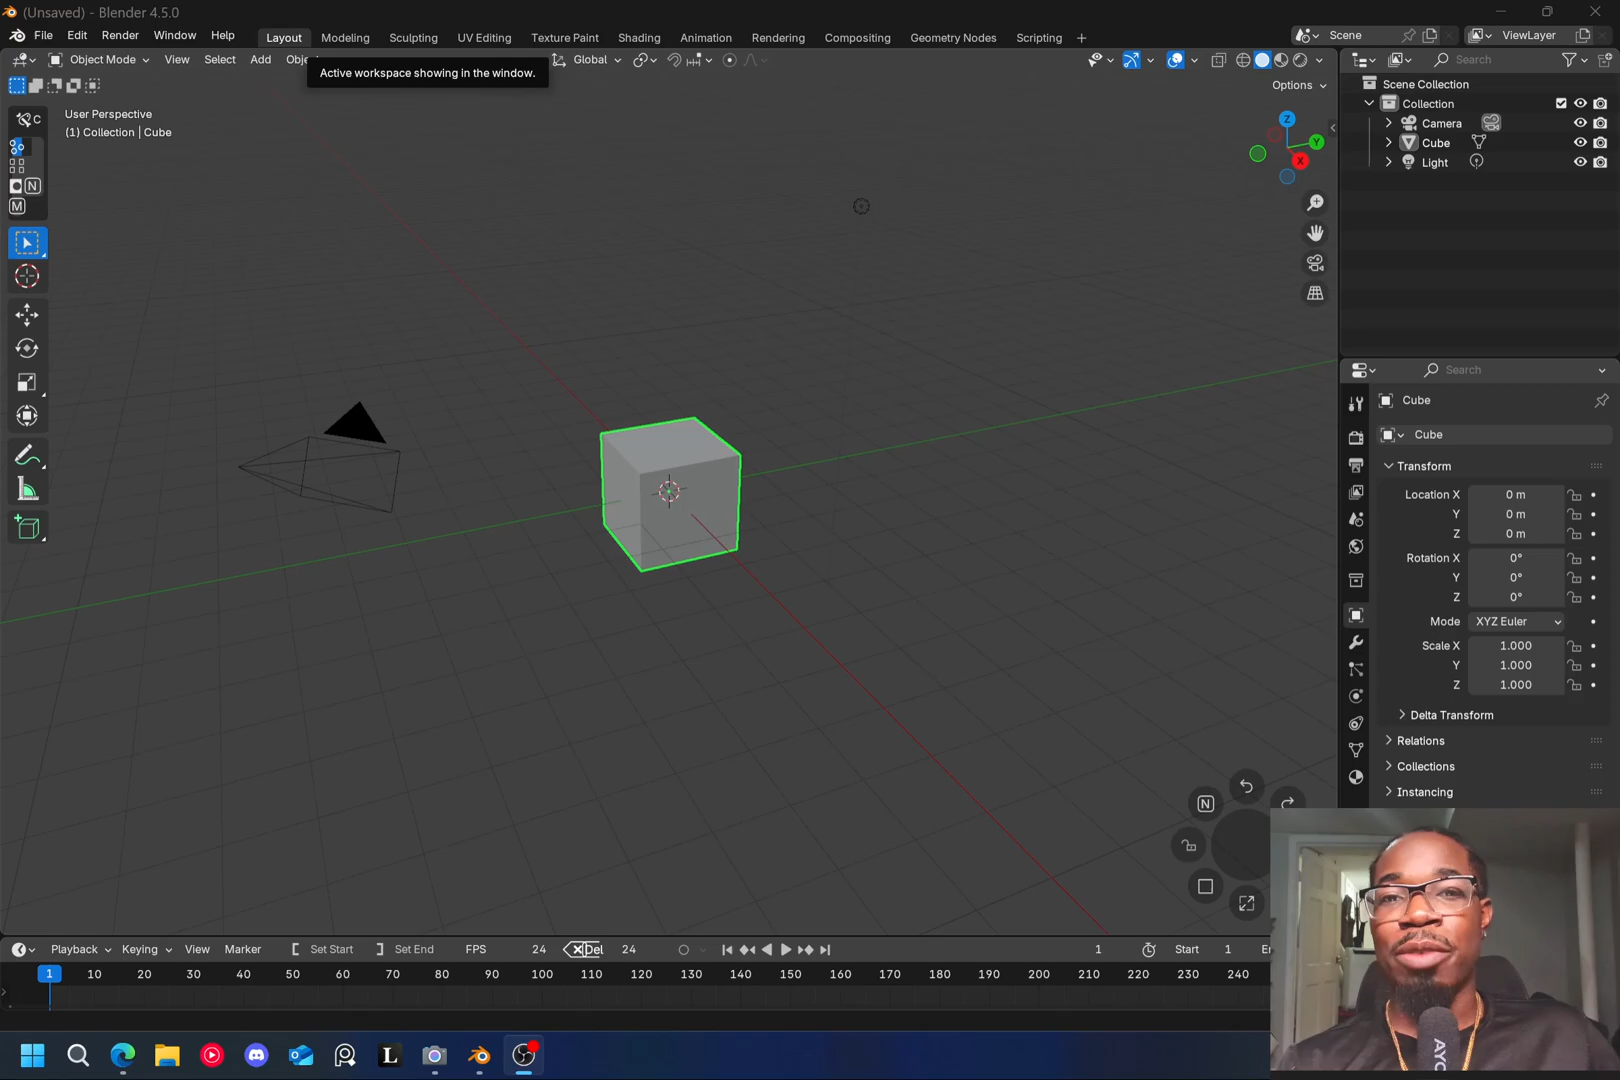 (Unsaved) - Blender 4.5.0
File Edit Render Window Help
Layout Modeling Sculpting UV Editing Texture Paint Shading Animation Rendering Compositing Geometry Nodes Scripting
Scene
ViewLayer
Object Mode View Select Add Obj
Global
Active workspace showing in the window.
Options
Search
User Perspective
(1) Collection | Cube
C
N
M
Z
Y
X
Scene Collection
Collection
Camera
Cube
Light
Search
Cube
Cube
Transform
Location X 0 m
Y 0 m
Z 0 m
Rotation X 0°
Y 0°
Z 0°
Mode XYZ Euler
Scale X 1.000
Y 1.000
Z 1.000
Delta Transform
Relations
Collections
Instancing
N
Playback Keying View Marker Set Start Set End FPS 24 Del 24 1 Start 1
1 10 20 30 40 50 60 70 80 90 100 110 120 130 140 150 160 170 180 190 200 210 220 230 240
L